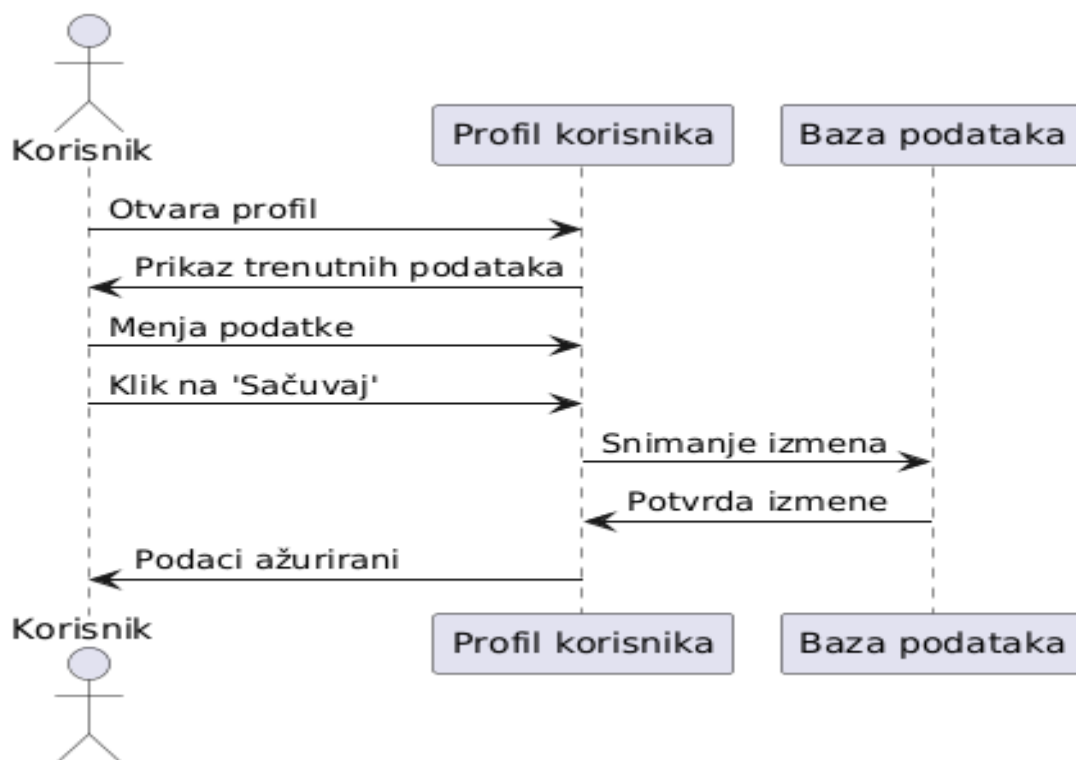 Korisnik
Profil korisnika
Baza podataka
Otvara profil
Prikaz trenutnih podataka
Menja podatke
Klik na 'Sačuvaj'
Snimanje izmena
Potvrda izmene
Podaci ažurirani
Korisnik
Profil korisnika
Baza podataka